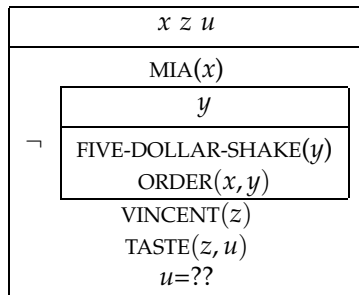 x z u
MIA(x)
y
¬
FIVE-DOLLAR-SHAKE(y)
ORDER(x, y)
VINCENT(z)
TASTE(z, u)
u=??